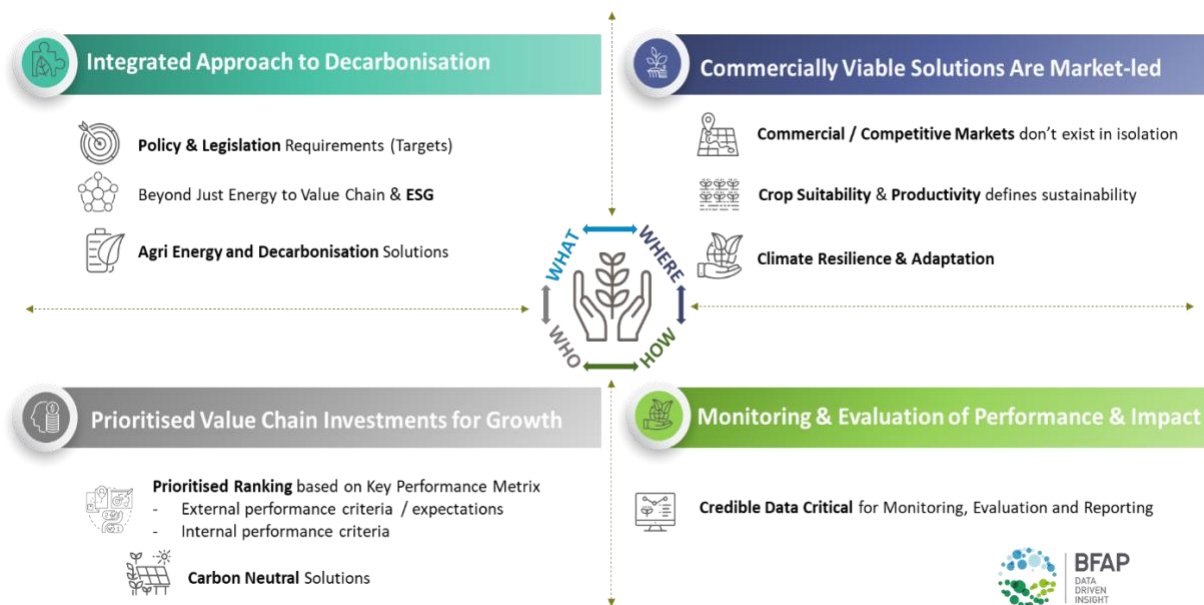 Integrated Approach to Decarbonisation
Policy & Legislation Requirements (Targets)
Beyond Just Energy to Value Chain & ESG
Agri Energy and Decarbonisation Solutions
Commercially Viable Solutions Are Market-led
Commercial / Competitive Markets don't exist in isolation
Crop Suitability & Productivity defines sustainability
Climate Resilience & Adaptation
WHAT
WHERE
WHO
HOW
Prioritised Value Chain Investments for Growth
Prioritised Ranking based on Key Performance Metrix
- External performance criteria / expectations
- Internal performance criteria
Carbon Neutral Solutions
Monitoring & Evaluation of Performance & Impact
Credible Data Critical for Monitoring, Evaluation and Reporting
BFAP
DATA
DRIVEN
INSIGHT